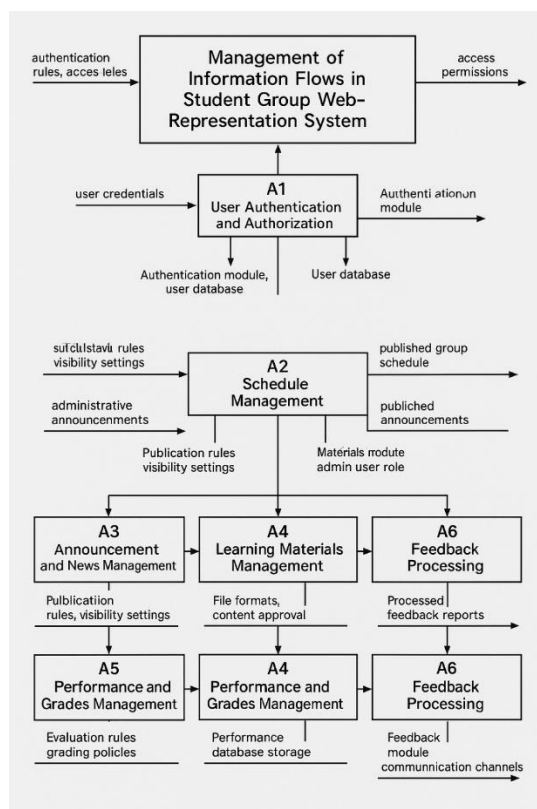 authentication
rules, acces leles
Management of
Information Flows in
Student Group Web-
Representation System
access
permissions
user credentials
A1
User Authentication
and Authorization
module
Authentication module,
user database
User database
rules
visibility settings
A2
Schedule
Management
published group
schedule
administrative
announcenments
publiched
announcements
Publication rules
visibility settings
Materials modute
admin user role
A3
Announcement
and News Management
A4
Learning Materials
Management
A6
Feedback
Processing
rules, visibility settings
File formats,
content approval
Processed
feedback reports
A5
Performance and
Grades Management
A4
Performance and
Grades Management
A6
Feedback
Processing
Evaluation rules
grading policies
Performance
database storage
Feedback
module
commurnication channels